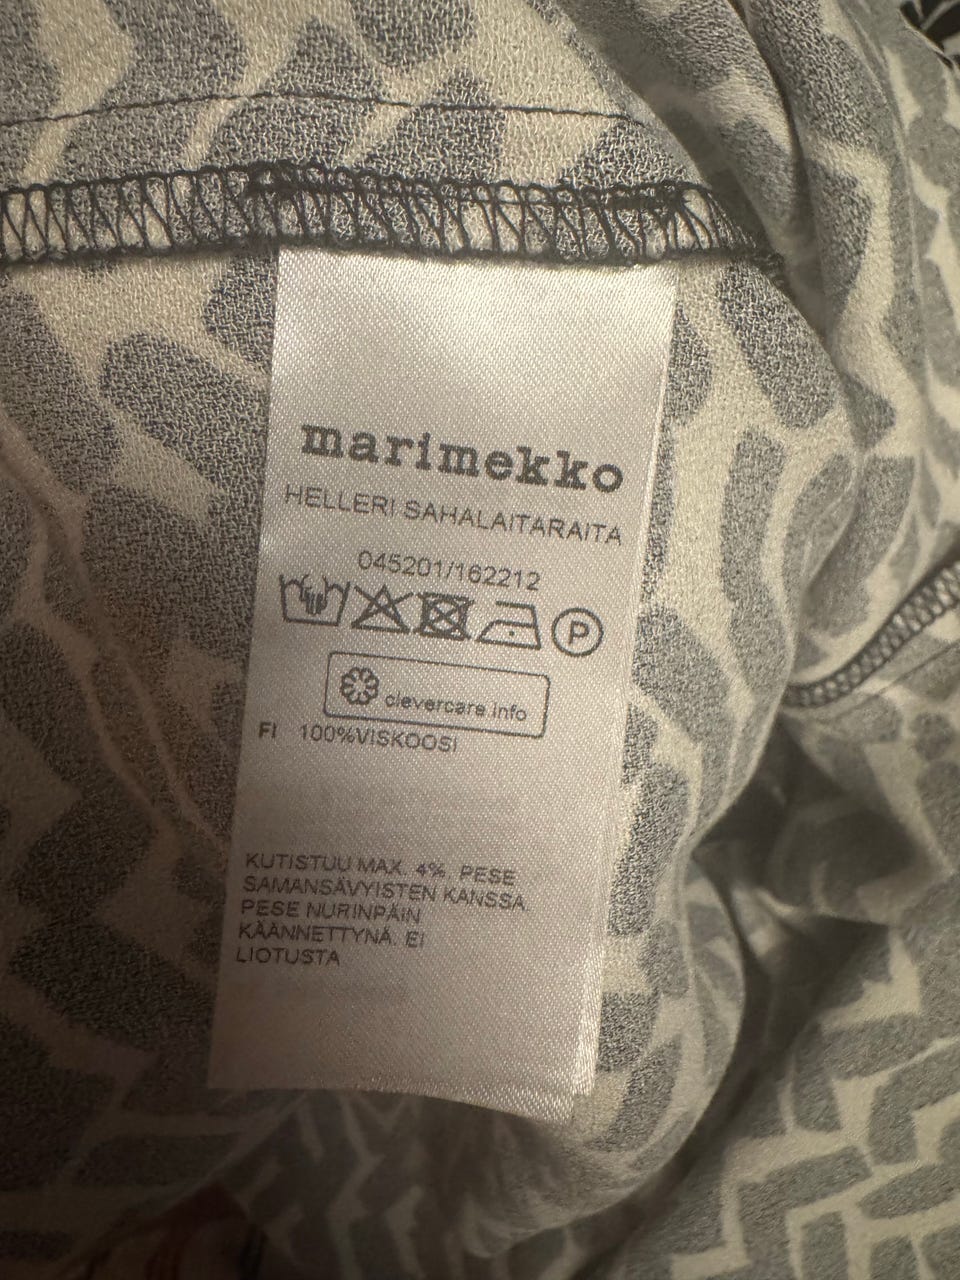 marimekko
HELLERI SAHALAITARAITA
045201/162212
P
clevercare.info
FI 100%VISKOOSI
KUTISTUU MAX. 4%. PESE
SAMANSÄVYISTEN KANSSA.
PESE NURINPÄIN
KÄÄNNETTYNÄ. EI
LIOTUSTA